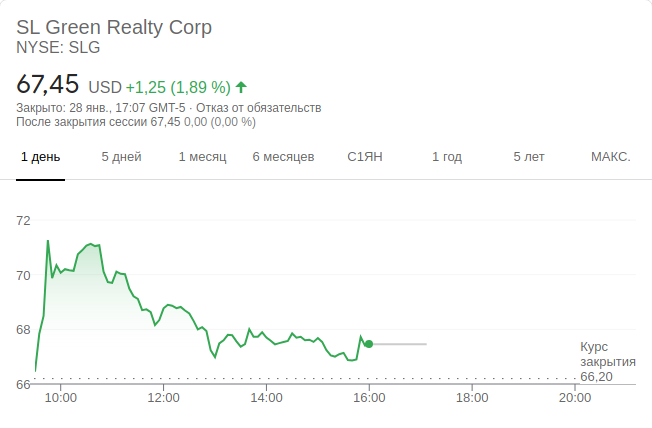 SL Green Realty Corp
NYSE: SLG
67,45 USD +1,25 (1,89 %)
Закрыто: 28 янв., 17:07 GMT-5 · Отказ от обязательств
После закрытия сессии 67,45 0,00 (0,00 %)
1 день 5 дней 1 месяц 6 месяцев С1ЯН 1 год 5 лет МАКС.
72
70
68
Курс
закрытия
66,20
66
10:00 12:00 14:00 16:00 18:00 20:00